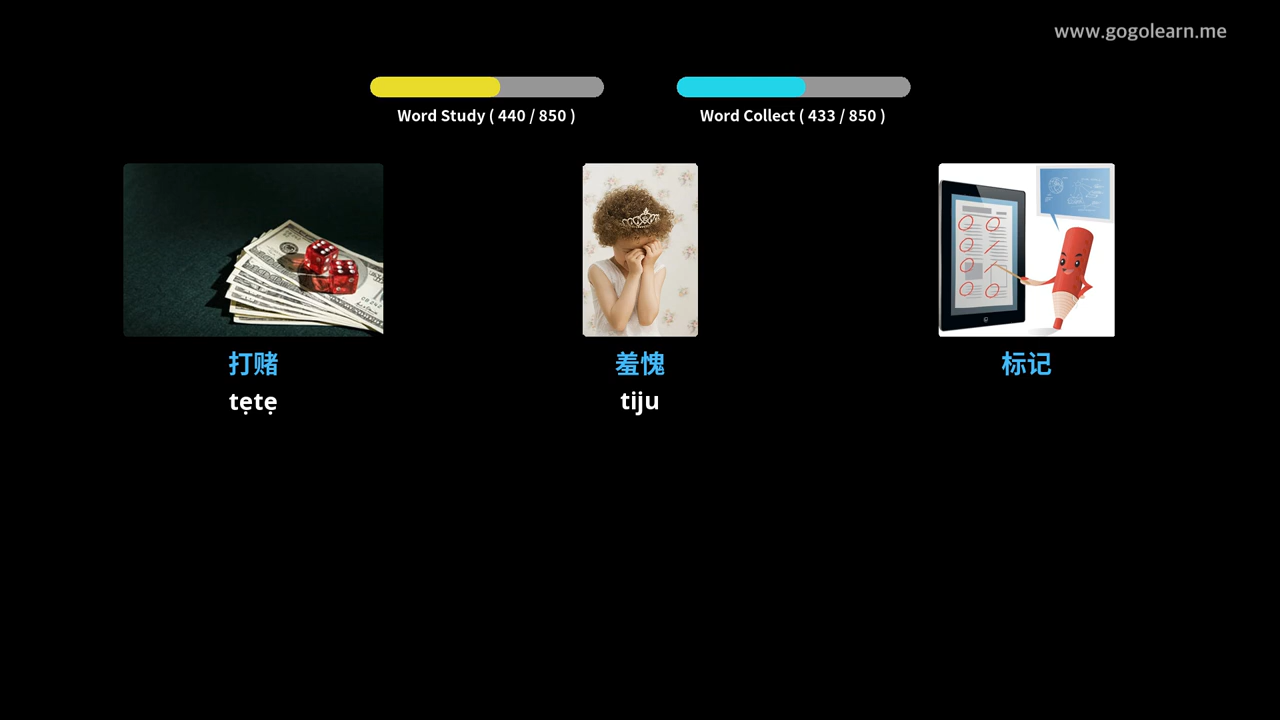 www.gogolearn.me
Word Study ( 440 / 850 )
Word Collect ( 433 / 850 )
打赌
tẹtẹ
羞愧
tiju
标记